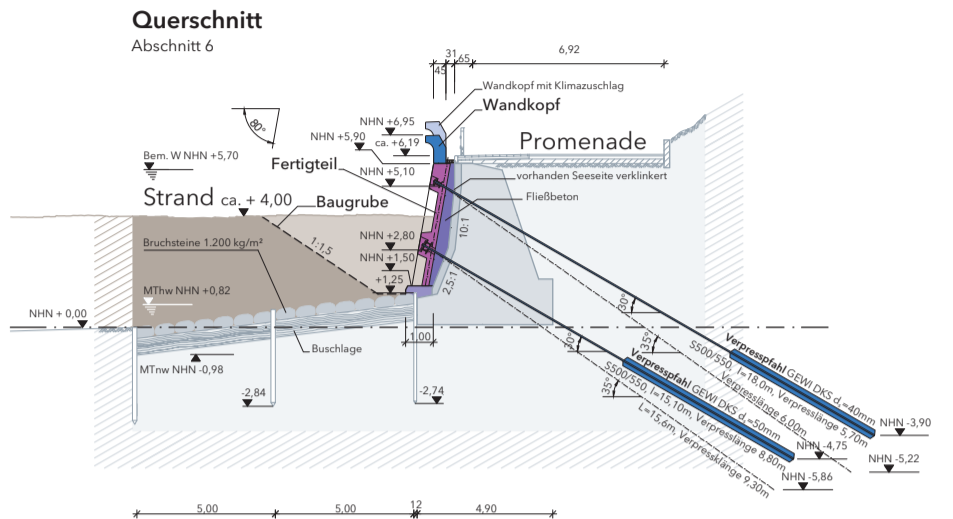 Querschnitt
Abschnitt 6
31
65
6,92
45
Wandkopf mit Klimazuschlag
Wandkopf
80°
NHN +6,95
NHN +5,90
ca. +6,19
Promenade
Bem. W NHN +5,70
Fertigteil
NHN +5,10
vorhanden Seeseite verklinkert
Fließbeton
Strand ca. + 4,00
Baugrube
10:1
Bruchsteine 1.200 kg/m²
1:1,5
NHN +2,80
NHN +1,50
+1,25
2,5:1
MThw NHN +0,82
NHN + 0,00
30°
1,00
30°
35°
Buschlage
MTnw NHN -0,98
35°
-2,84
-2,74
Verpresspfahl GEWI DKS dₛ=40mm
S500/550, l=18,0m, Verpresslänge 5,70m
Verpresslänge 6,00m
NHN -3,90
Verpresspfahl GEWI DKS dₛ=50mm
S500/550, l=15,10m, Verpresslänge 8,80m
L=15,6m, Verpressklänge 9,30m
NHN -4,75
NHN -5,22
NHN -5,86
5,00
5,00
12
4,90